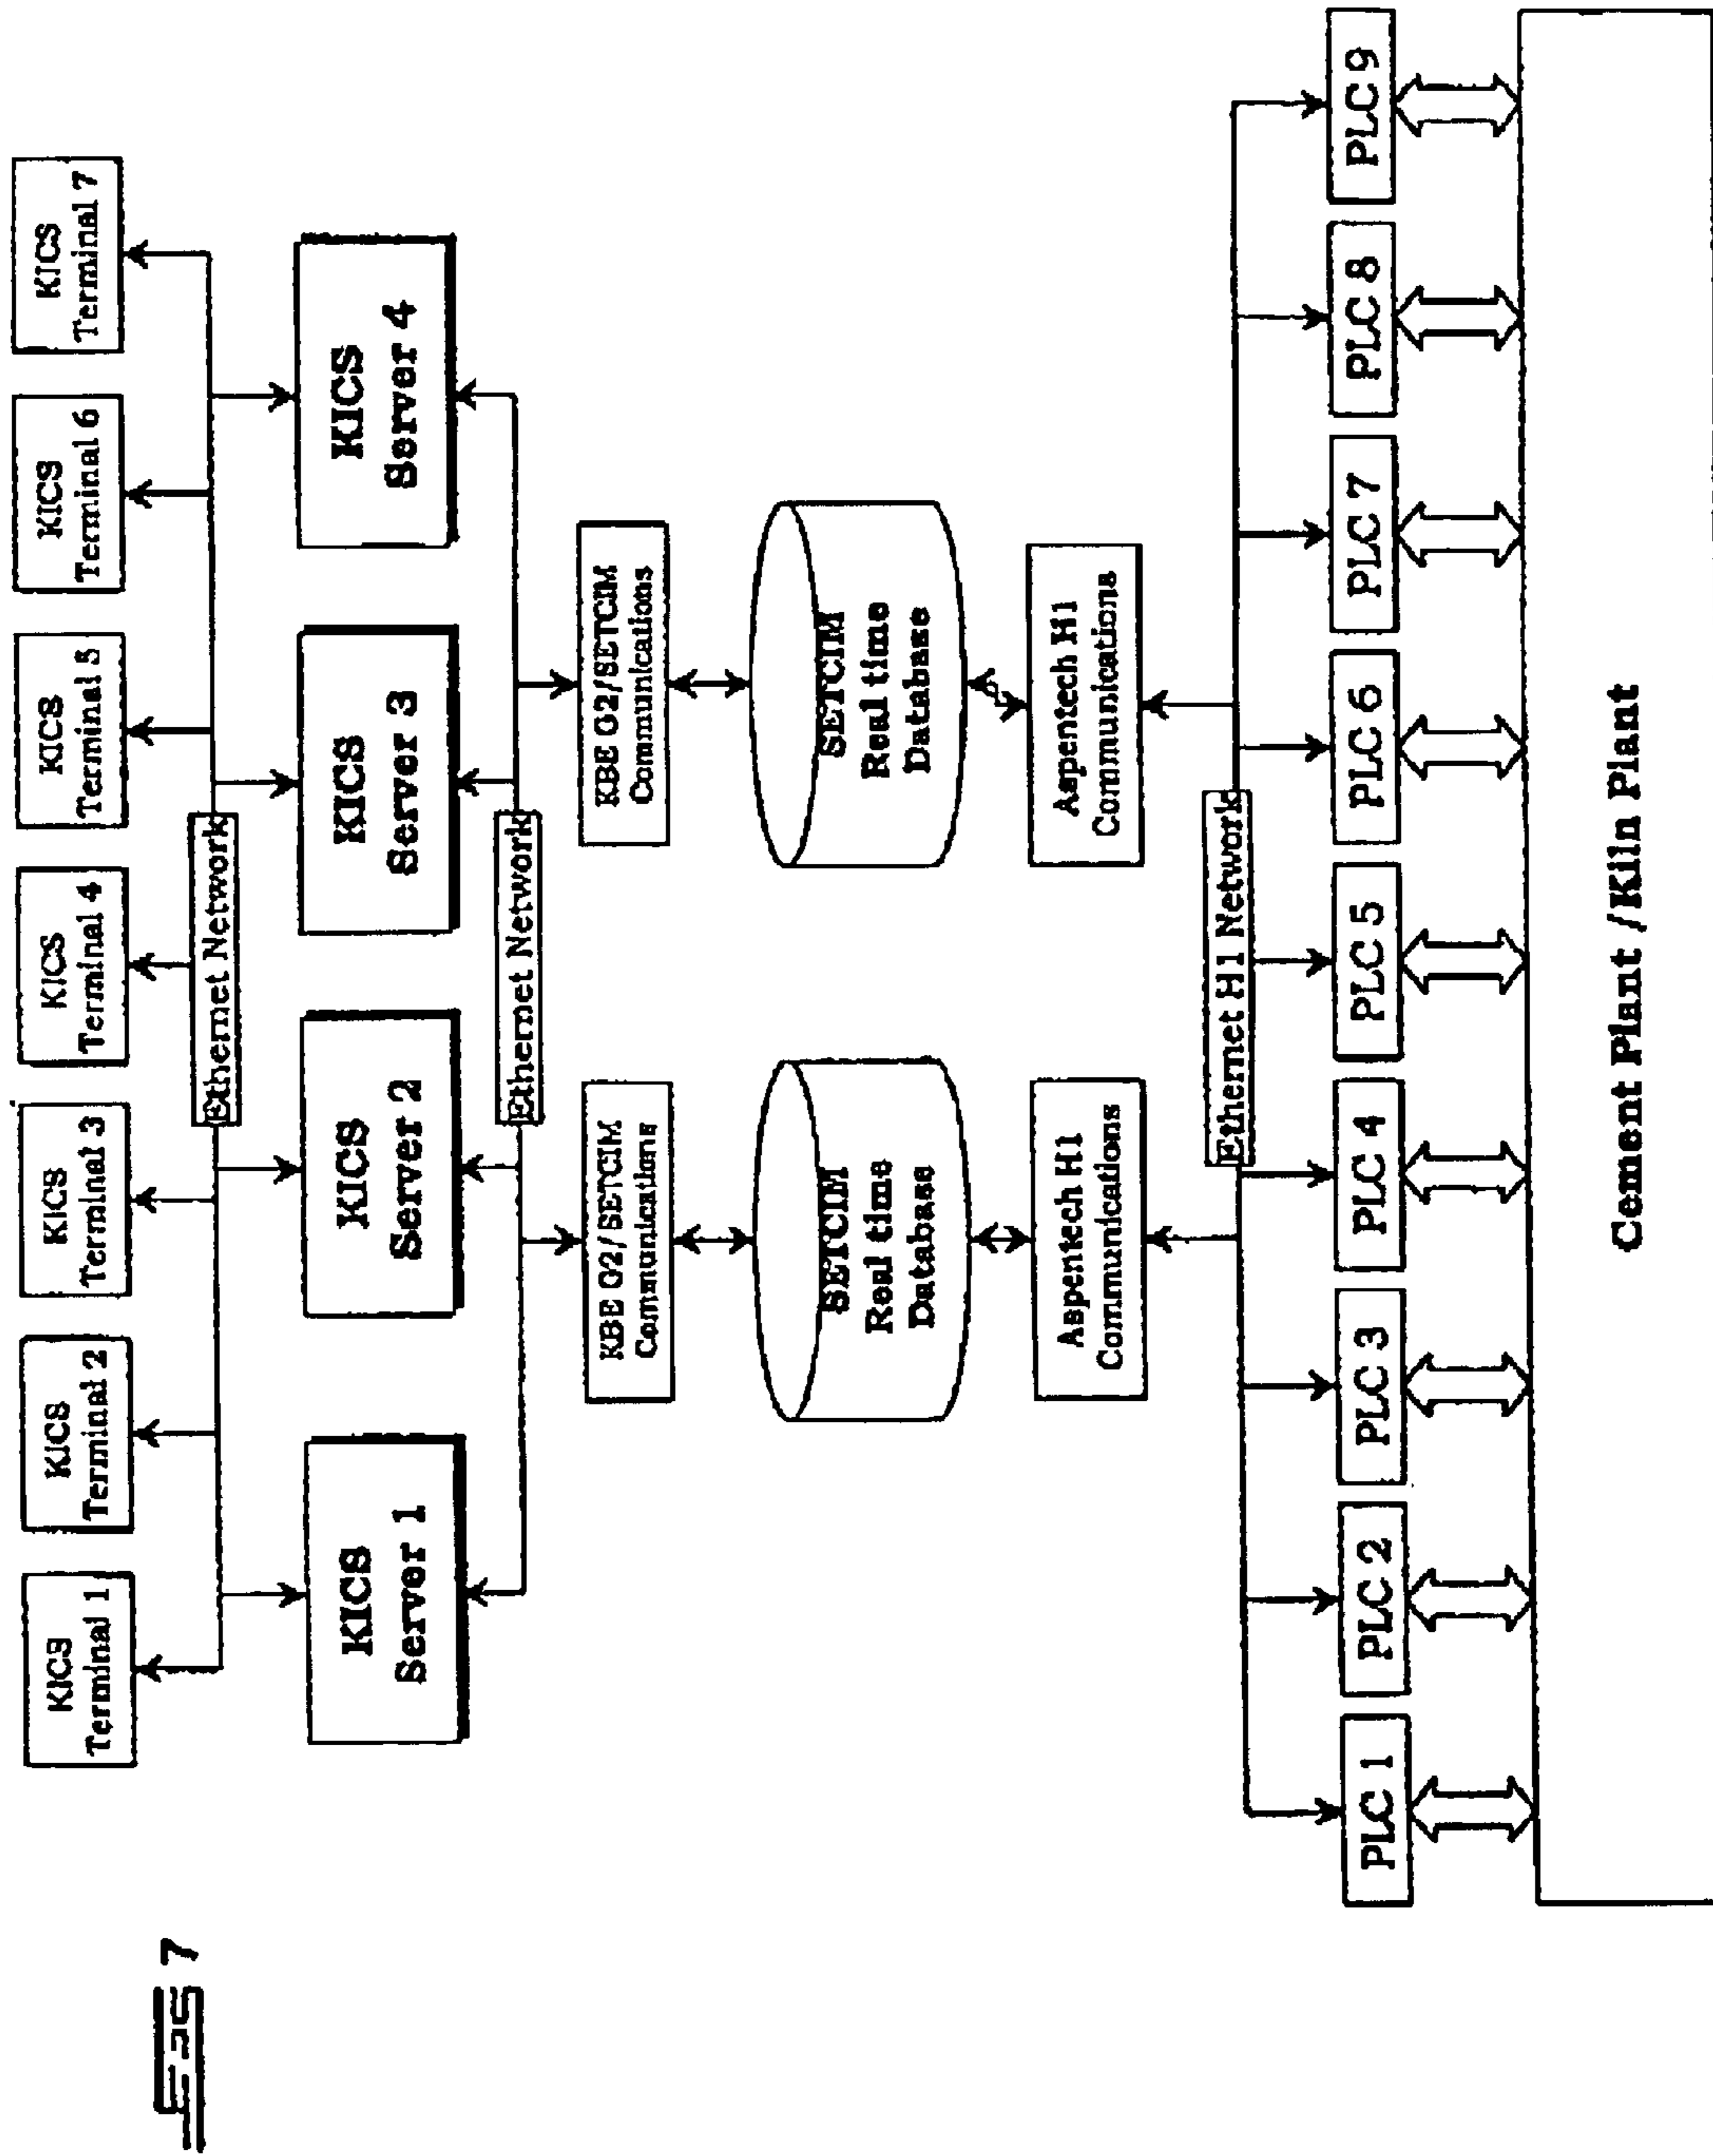 KICS
Terminal 1
KICS
Terminal 2
KICS
Terminal 3
KICS
Terminal 4
KICS
Terminal 5
KICS
Terminal 6
KICS
Terminal 7
Ethernet Network
KICS
Server 1
KICS
Server 2
KICS
Server 3
KICS
Server 4
Ethernet Network
KBE G2/SETCIM
Communications
KBE G2/SETCIM
Communications
SETCIM
Real time
Database
SETCIM
Real time
Database
Aspentech H1
Communications
Aspentech H1
Communications
Ethernet H1 Network
PLC 1
PLC 2
PLC 3
PLC 4
PLC 5
PLC 6
PLC 7
PLC 8
PLC 9
Cement Plant /Kiln Plant
7